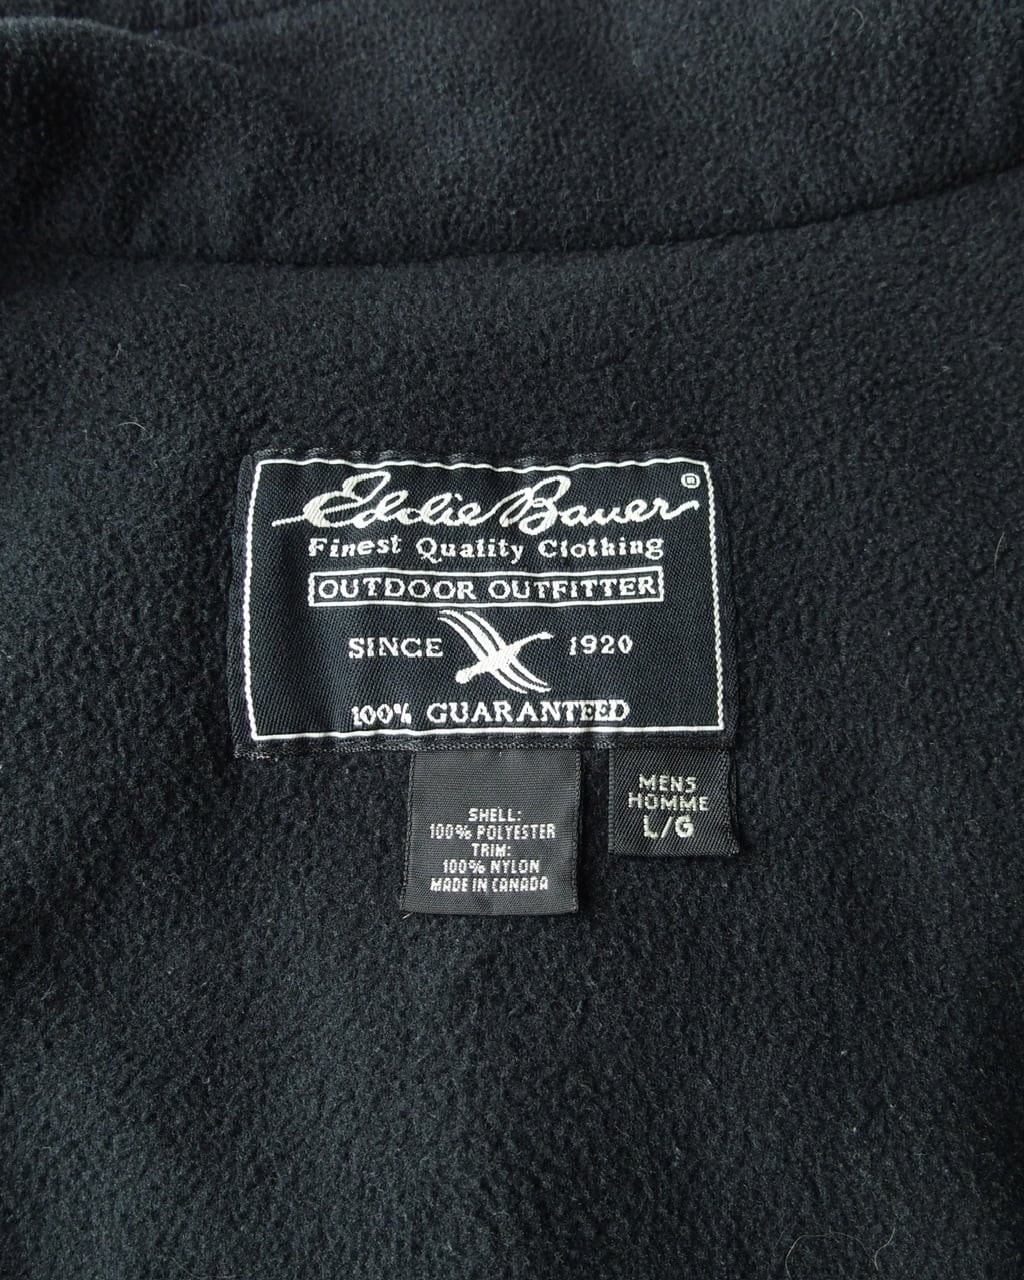 Eddie Bauer ®
Finest Quality Clothing
OUTDOOR OUTFITTER
SINCE 1920
100% GUARANTEED
SHELL:
100% POLYESTER
TRIM:
100% NYLON
MADE IN CANADA
MENS
HOMME
L/G